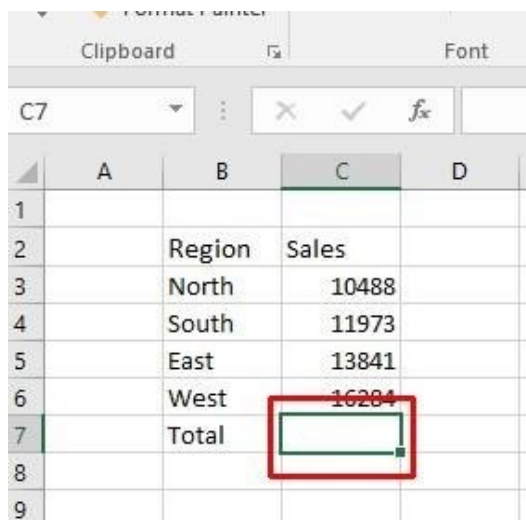 Clipboard Font
C7 fx
A B C D
1
2 Region Sales
3 North 10488
4 South 11973
5 East 13841
6 West 16284
7 Total
8
9